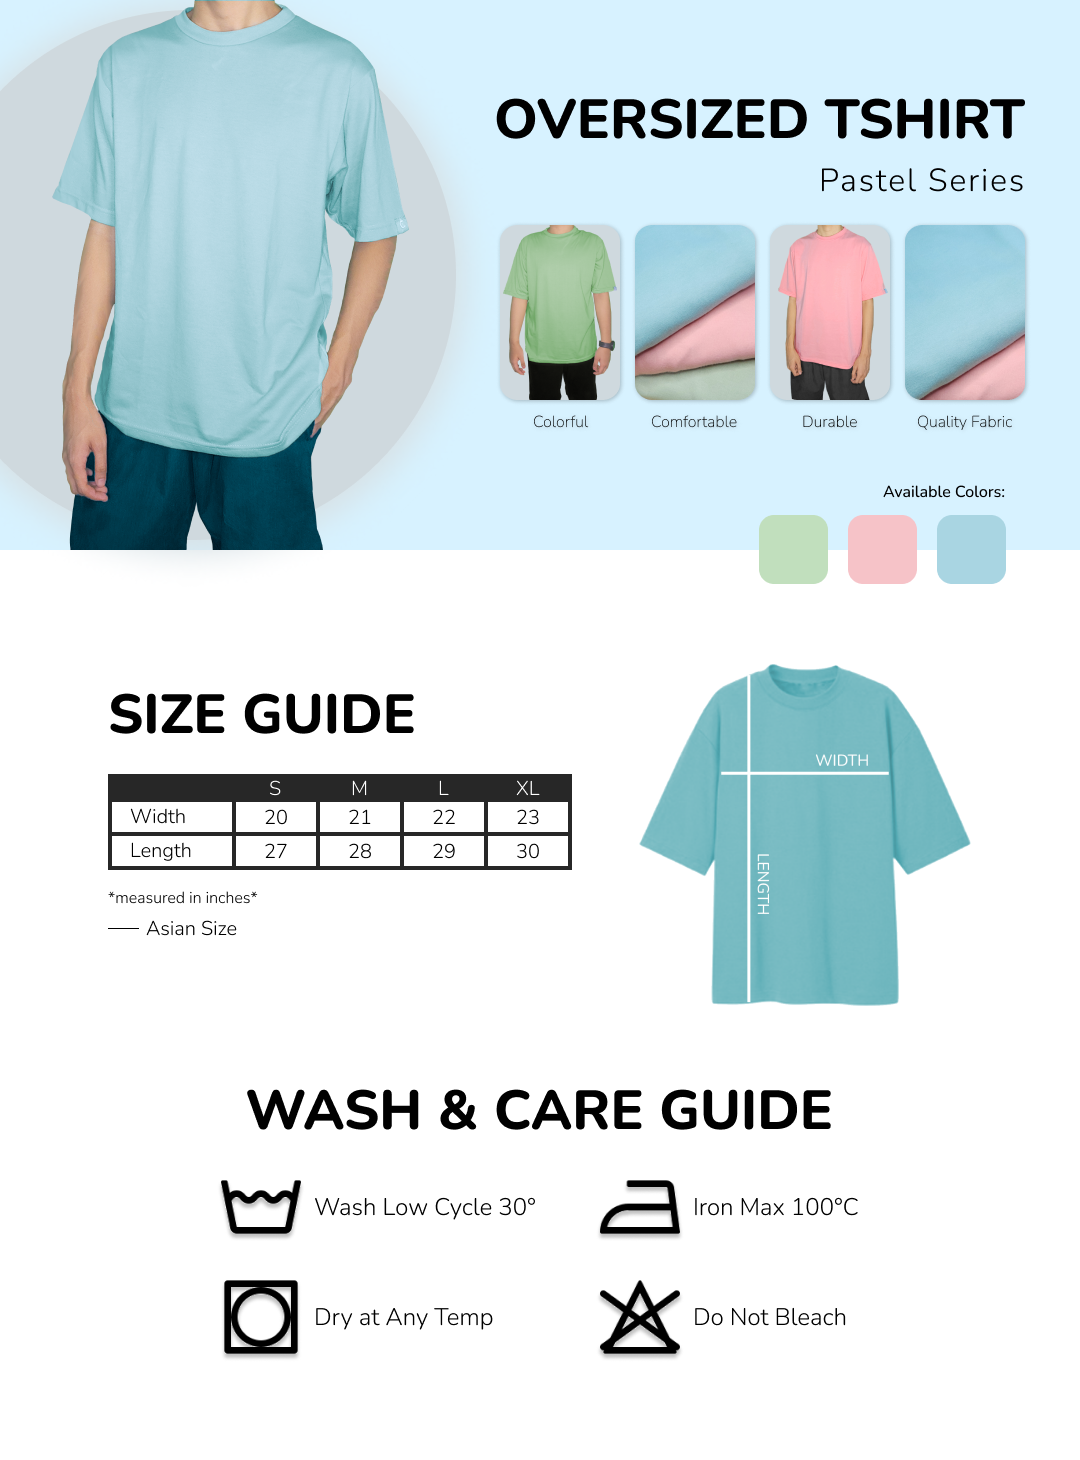 OVERSIZED TSHIRT
Pastel Series
Colorful
Comfortable
Durable
Quality Fabric
Available Colors:
SIZE GUIDE
S M L XL
Width 20 21 22 23
Length 27 28 29 30
*measured in inches*
Asian Size
WIDTH
LENGTH
WASH & CARE GUIDE
Wash Low Cycle 30°
Iron Max 100°C
Dry at Any Temp
Do Not Bleach